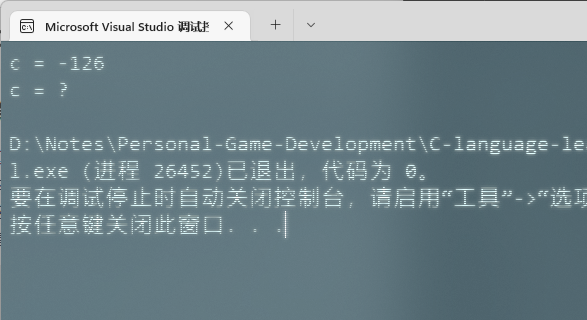 Microsoft Visual Studio 调试
c = -126
c = ?
D:\Notes\Personal-Game-Development\C-language-lea
1.exe (进程 26452)已退出，代码为 0。
要在调试停止时自动关闭控制台，请启用“工具”->“选项
按任意键关闭此窗口. . .